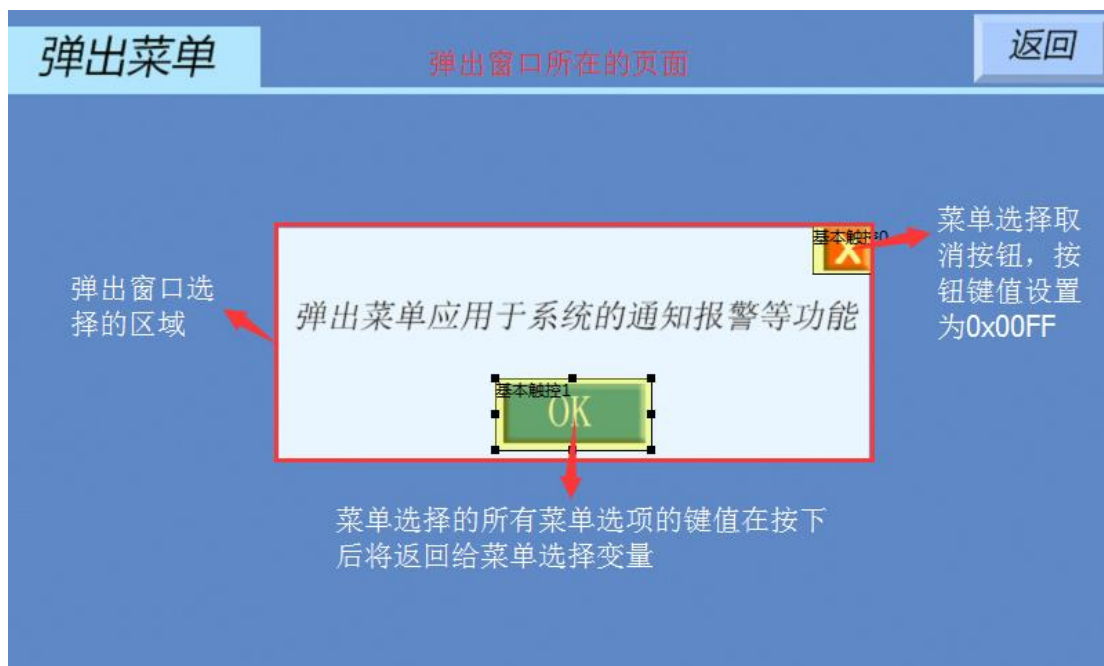 弹出菜单
弹出窗口所在的页面
返回
菜单选择取
消按钮，按
钮键值设置
为0x00FF
基本触控0
X
弹出窗口选
择的区域
弹出菜单应用于系统的通知报警等功能
基本触控1
OK
菜单选择的所有菜单选项的键值在按下
后将返回给菜单选择变量